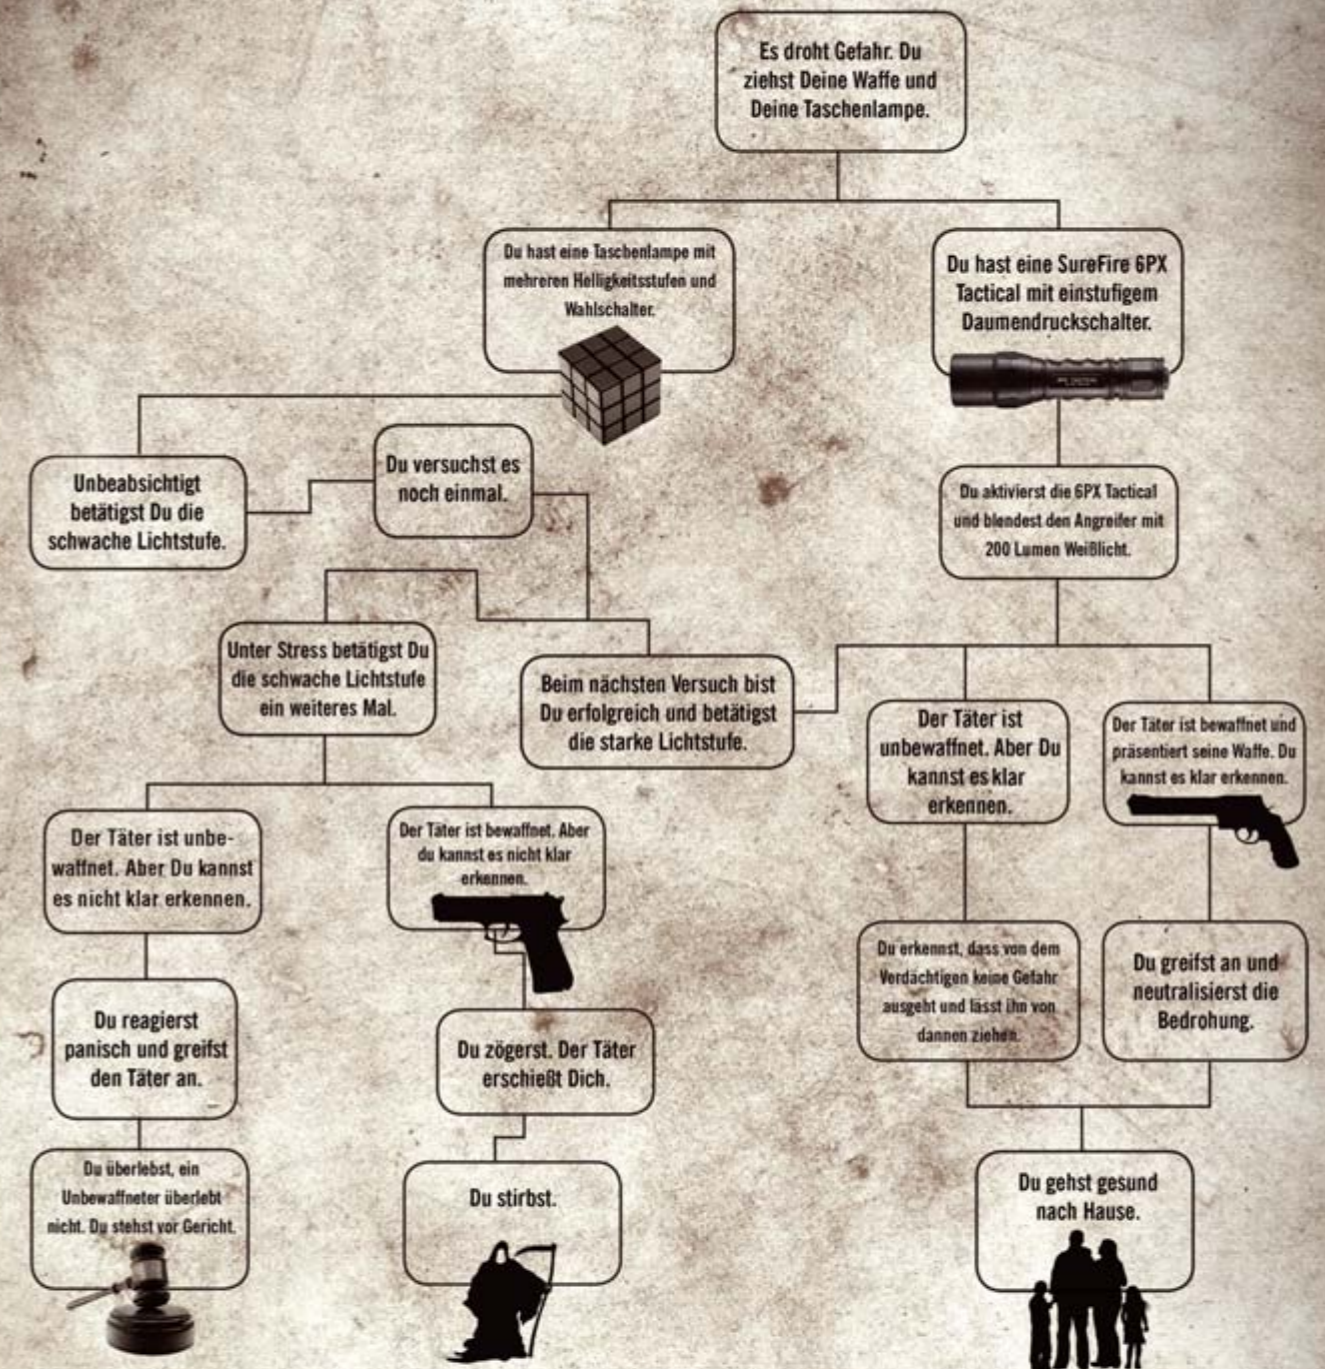 Es droht Gefahr. Du
ziehst Deine Waffe und
Deine Taschenlampe.
Du hast eine Taschenlampe mit
mehreren Helligkeitsstufen und
Wahlschalter.
Du hast eine SureFire 6PX
Tactical mit einstufigem
Daumendruckschalter.
Unbeabsichtigt
betätigst Du die
schwache Lichtstufe.
Du versuchst es
noch einmal.
Du aktivierst die 6PX Tactical
und blendest den Angreifer mit
200 Lumen Weißlicht.
Unter Stress betätigst Du
die schwache Lichtstufe
ein weiteres Mal.
Beim nächsten Versuch bist
Du erfolgreich und betätigst
die starke Lichtstufe.
Der Täter ist
unbewaffnet. Aber Du
kannst es klar
erkennen.
Der Täter ist bewaffnet und
präsentiert seine Waffe. Du
kannst es klar erkennen.
Der Täter ist unbe-
waffnet. Aber Du kannst
es nicht klar erkennen.
Der Täter ist bewaffnet. Aber
du kannst es nicht klar
erkennen.
Du erkennst, dass von dem
Verdächtigen keine Gefahr
ausgeht und lässt ihn von
dannen ziehen.
Du greifst an und
neutralisierst die
Bedrohung.
Du reagierst
panisch und greifst
den Täter an.
Du zögerst. Der Täter
erschießt Dich.
Du überlebst, ein
Unbewaffneter überlebt
nicht. Du stehst vor Gericht.
Du stirbst.
Du gehst gesund
nach Hause.